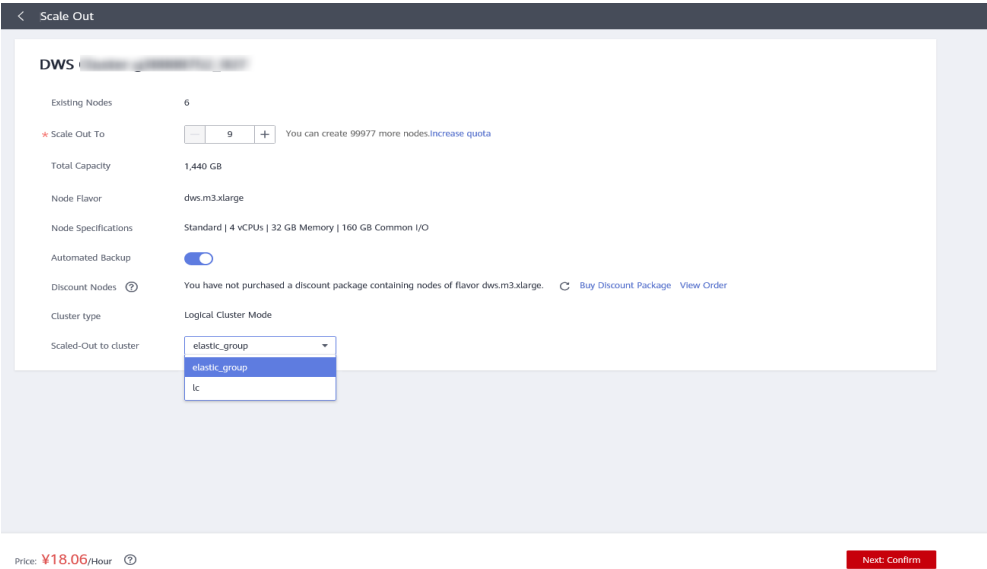 Scale Out
DWS
Existing Nodes 6
* Scale Out To — 9 + You can create 99977 more nodes.Increase quota
Total Capacity 1,440 GB
Node Flavor dws.m3.xlarge
Node Specifications Standard | 4 vCPUs | 32 GB Memory | 160 GB Common I/O
Automated Backup
Discount Nodes ? You have not purchased a discount package containing nodes of flavor dws.m3.xlarge. Buy Discount Package View Order
Cluster type Logical Cluster Mode
Scaled-Out to cluster elastic_group
elastic_group
lc
Price: ¥18.06/Hour ? Next: Confirm